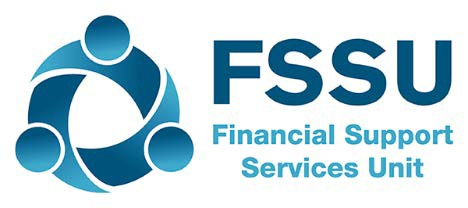 FSSU
Financial Support
Services Unit